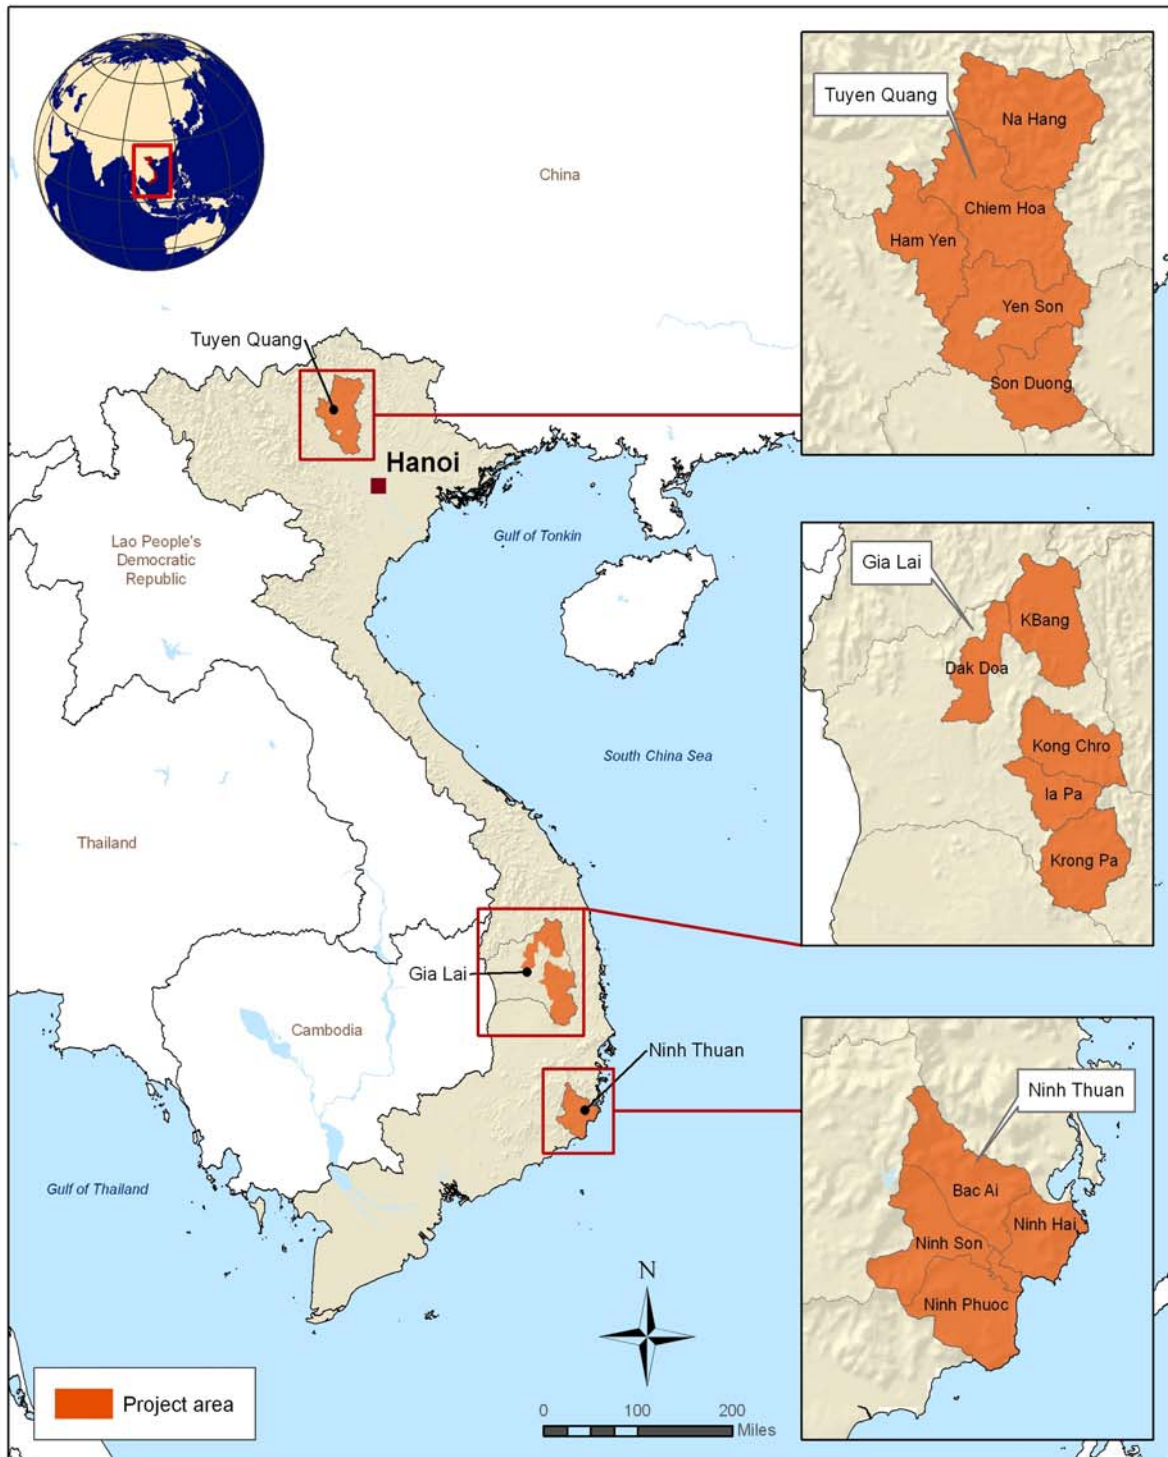 China
Tuyen Quang
Hanoi
Lao People's
Democratic
Republic
Gulf of Tonkin
South China Sea
Thailand
Gia Lai
Cambodia
Ninh Thuan
Gulf of Thailand
N
Project area
0 100 200
Miles
Tuyen Quang
Na Hang
Chiem Hoa
Ham Yen
Yen Son
Son Duong
Gia Lai
KBang
Dak Doa
Kong Chro
Ia Pa
Krong Pa
Ninh Thuan
Bac Ai
Ninh Hai
Ninh Son
Ninh Phuoc